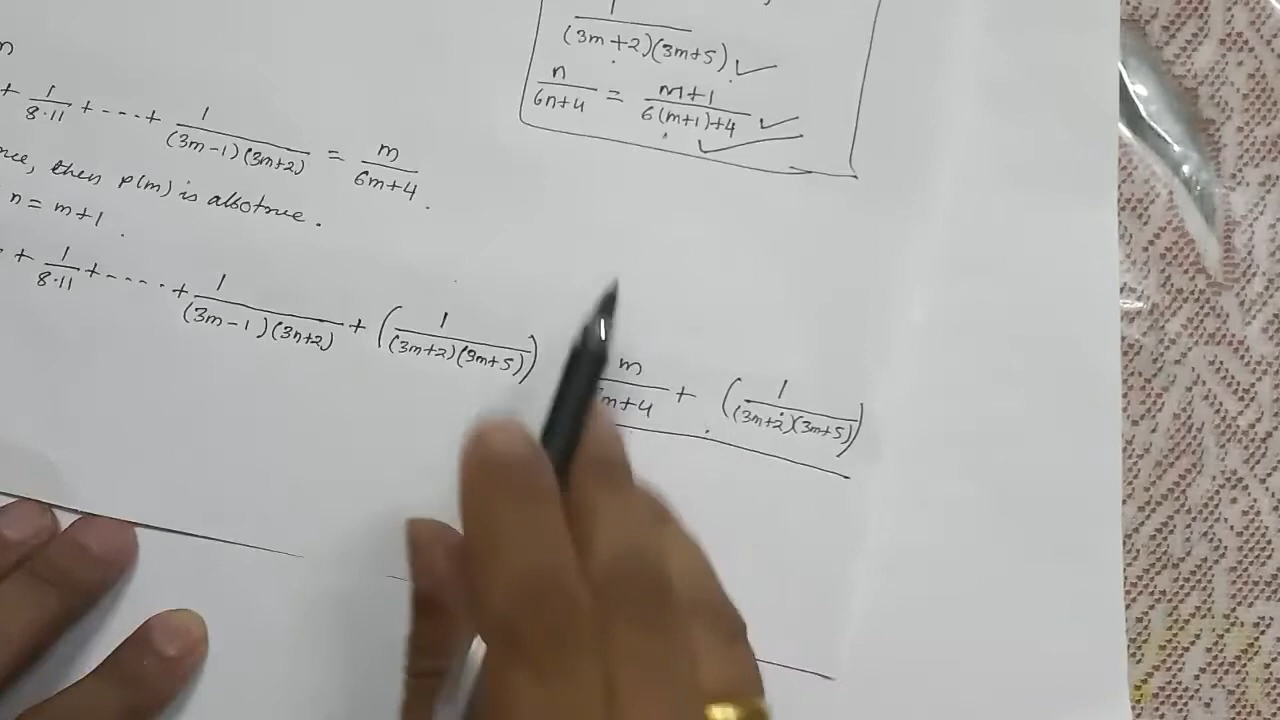 n
+ 1/(8·11) + ---- + 1/((3m-1)(3m+2)) = m/(6m+4) .
then p(m) is also true .
n = m+1 .
+ 1/(8·11) + ---- . + 1/((3m-1)(3n+2)) + (1/((3m+2)(3m+5))) m/(m+4) + (1/((3m+2)(3m+5)))
1/((3m+2)(3m+5)) ✓
n/(6n+4) = (m+1)/(6(m+1)+4) ✓